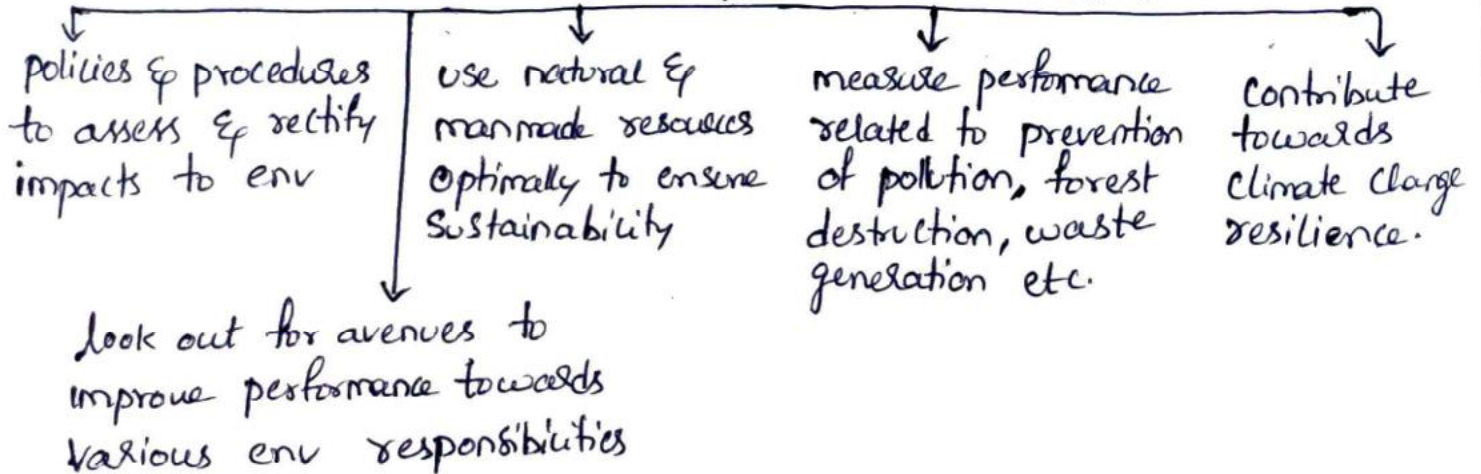 policies & procedures
to assess & rectify
impacts to env
look out for avenues to
improve performance towards
various env responsibilities
use natural &
manmade resources
optimally to ensure
sustainability
measure performance
related to prevention
of polltion, forest
destruction, waste
generation etc.
contribute
towards
climate change
resilience.